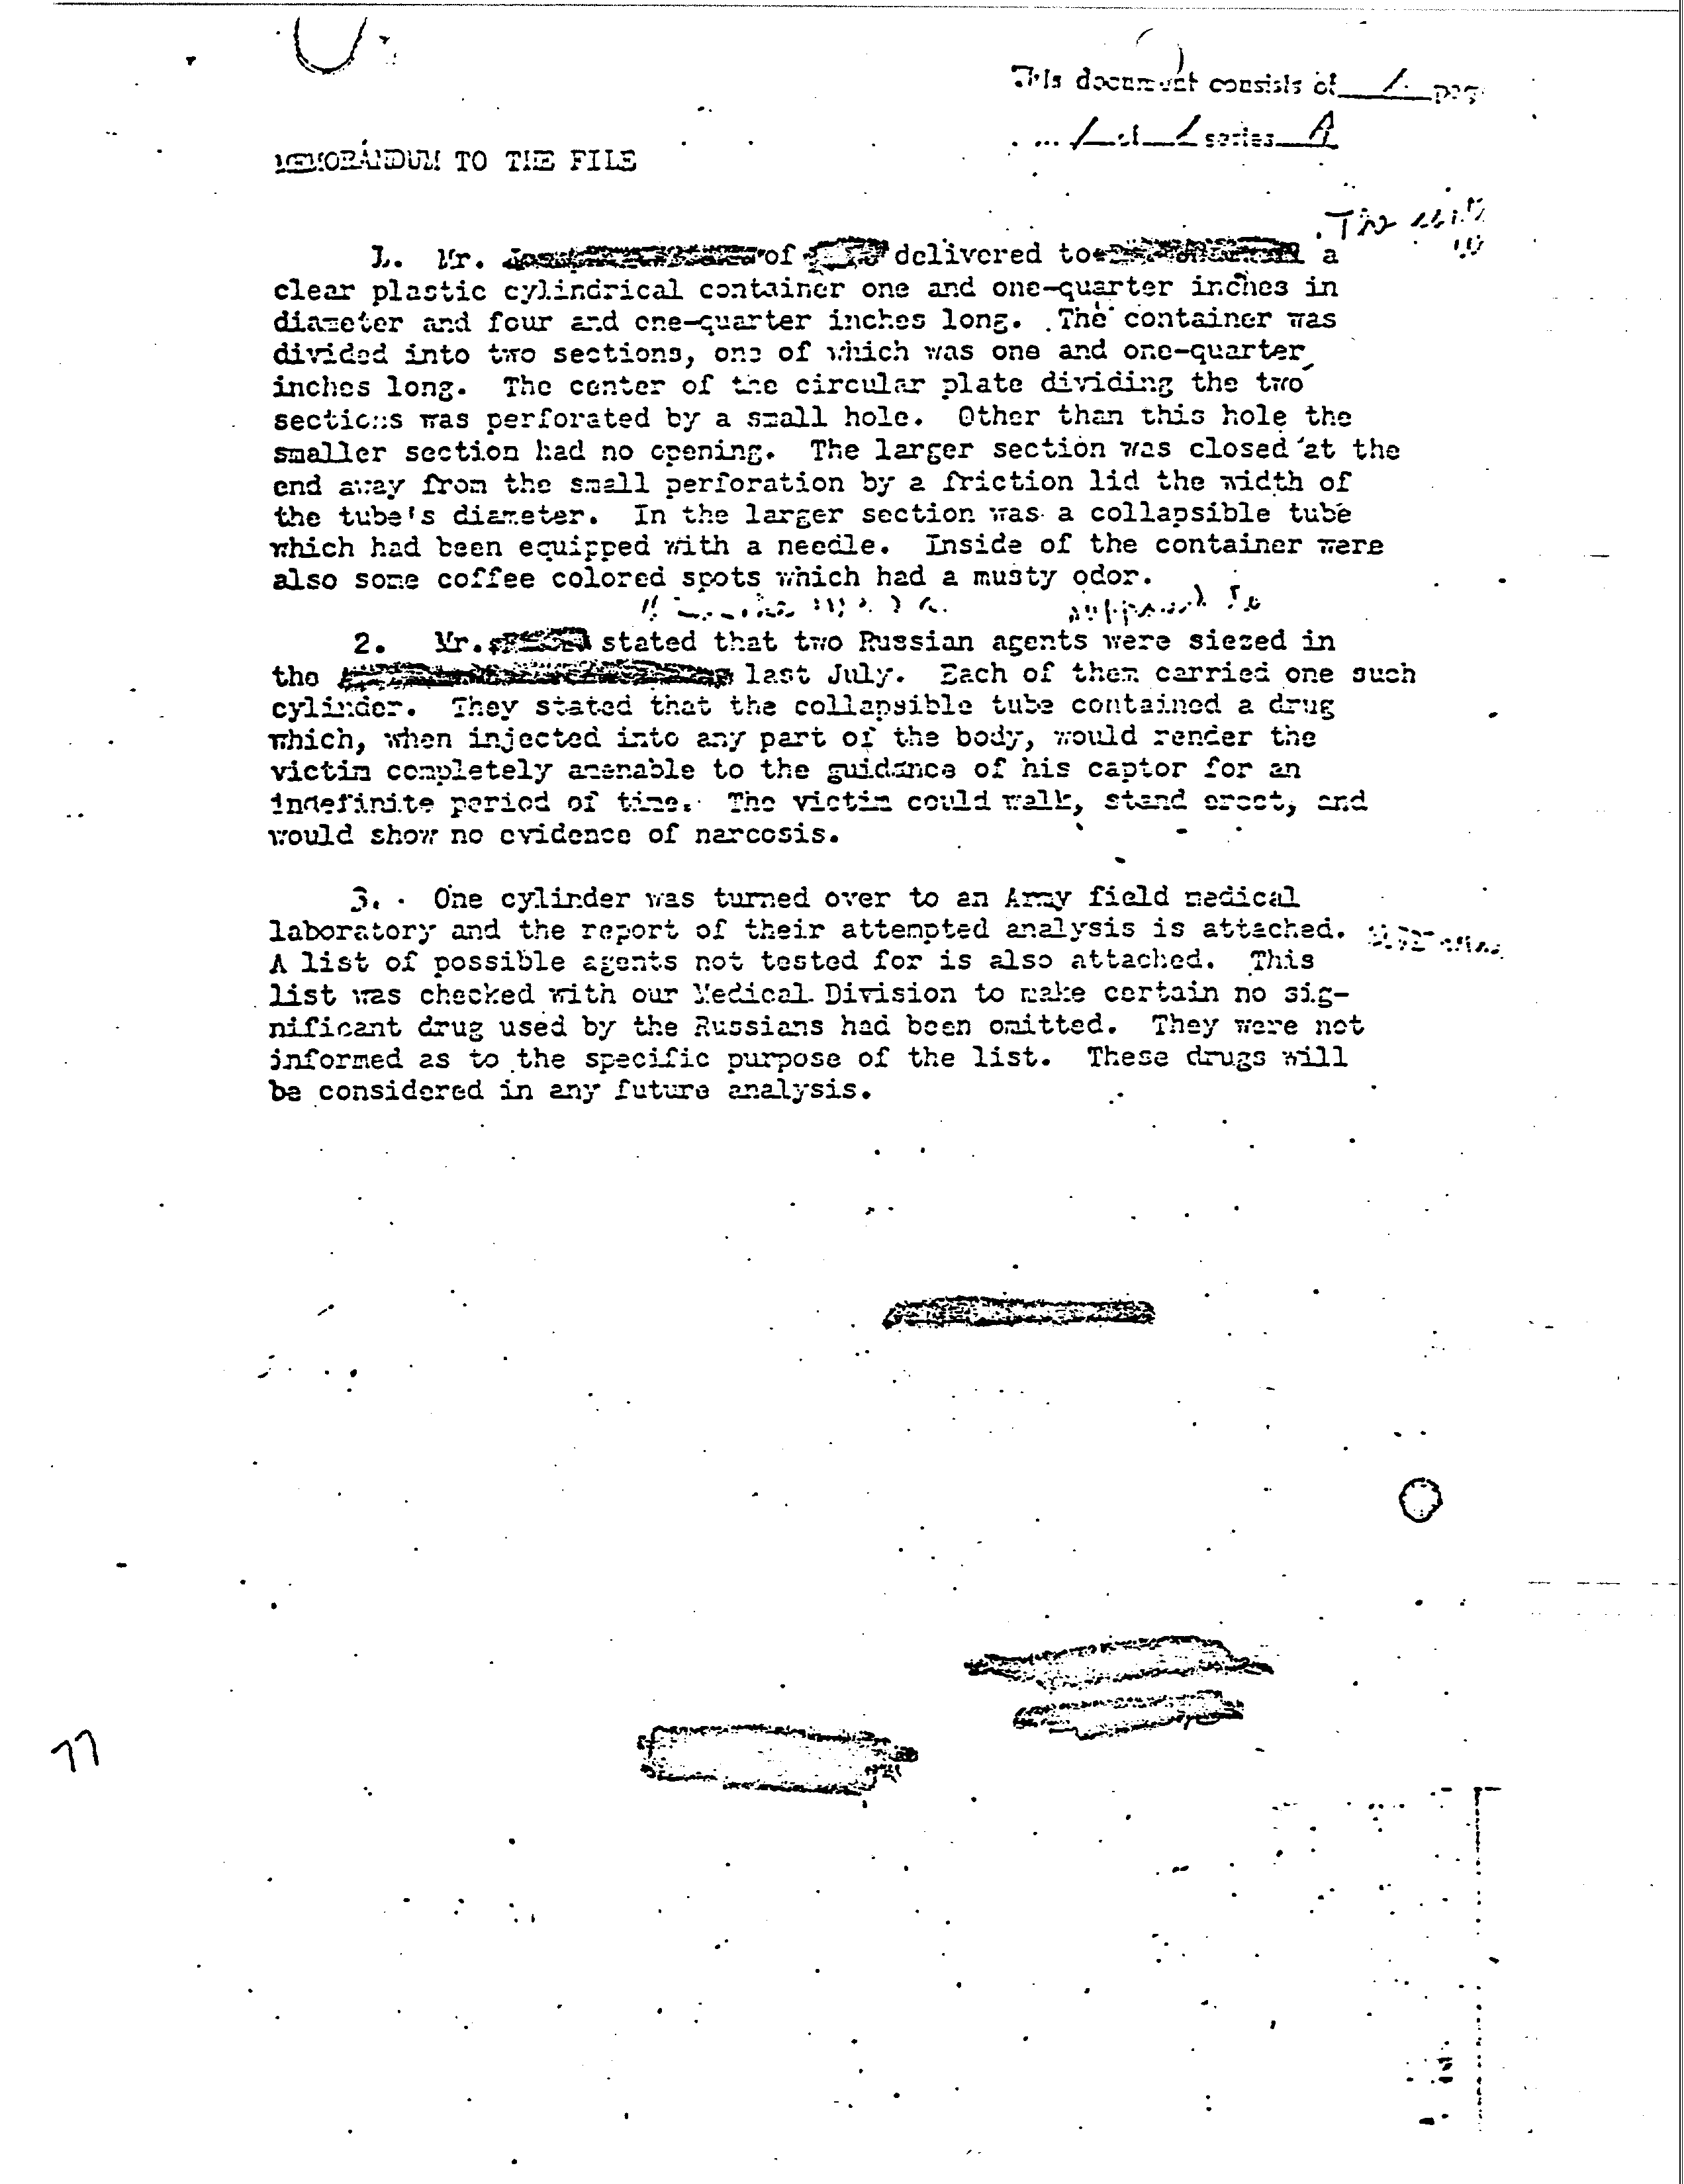 This document consists of 1 page
1 of 1 series A
MEMORANDUM TO THE FILE
1. Mr. of delivered to a
clear plastic cylindrical container one and one-quarter inches in
diameter and four and one-quarter inches long. The container was
divided into two sections, one of which was one and one-quarter
inches long. The center of the circular plate dividing the two
sections was perforated by a small hole. Other than this hole the
smaller section had no opening. The larger section was closed at the
end away from the small perforation by a friction lid the width of
the tube's diameter. In the larger section was a collapsible tube
which had been equipped with a needle. Inside of the container were
also some coffee colored spots which had a musty odor.
2. Mr. stated that two Russian agents were siezed in
the last July. Each of them carried one such
cylinder. They stated that the collapsible tube contained a drug
which, when injected into any part of the body, would render the
victim completely amenable to the guidance of his captor for an
indefinite period of time. The victim could walk, stand erect, and
would show no evidence of narcosis.
3. One cylinder was turned over to an Army field medical
laboratory and the report of their attempted analysis is attached.
A list of possible agents not tested for is also attached. This
list was checked with our Medical Division to make certain no sig-
nificant drug used by the Russians had been omitted. They were not
informed as to the specific purpose of the list. These drugs will
be considered in any future analysis.
77